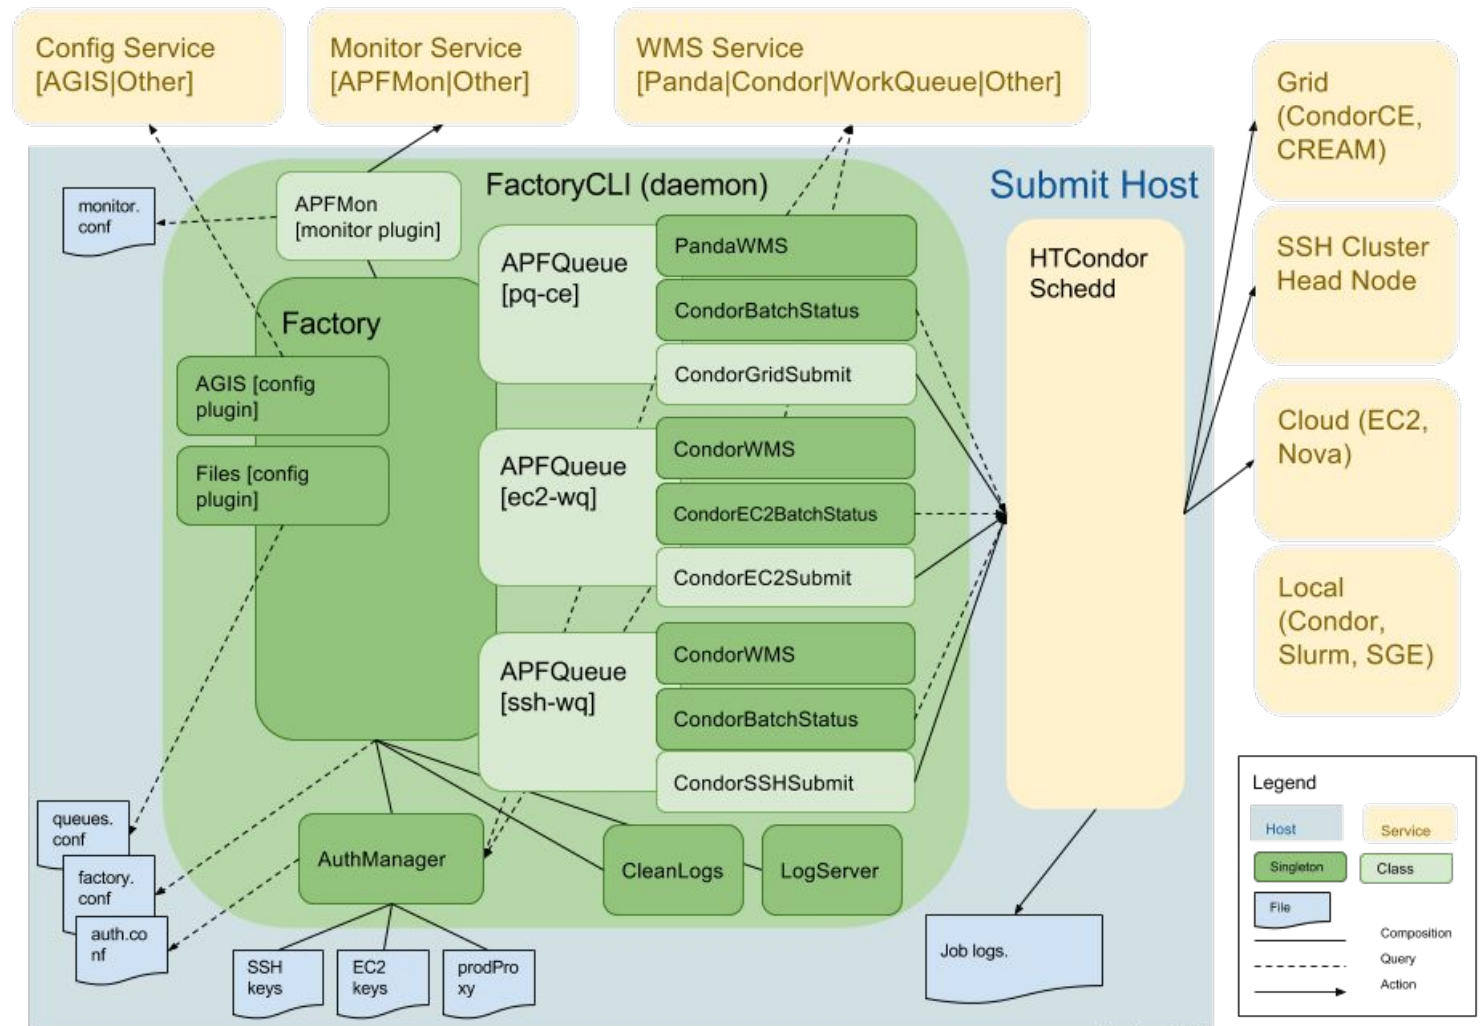 Config Service
[AGIS|Other]
Monitor Service
[APFMon|Other]
WMS Service
[Panda|Condor|WorkQueue|Other]
Grid
(CondorCE,
CREAM)
SSH Cluster
Head Node
Cloud (EC2,
Nova)
Local
(Condor,
Slurm, SGE)
Submit Host
FactoryCLI (daemon)
monitor.
conf
APFMon
[monitor plugin]
Factory
AGIS [config
plugin]
Files [config
plugin]
APFQueue
[pq-ce]
PandaWMS
CondorBatchStatus
CondorGridSubmit
APFQueue
[ec2-wq]
CondorWMS
CondorEC2BatchStatus
CondorEC2Submit
APFQueue
[ssh-wq]
CondorWMS
CondorBatchStatus
CondorSSHSubmit
HTCondor
Schedd
queues.
conf
factory.
conf
auth.co
nf
AuthManager
CleanLogs
LogServer
SSH
keys
EC2
keys
prodPro
xy
Job logs.
Legend
Host
Service
Singleton
Class
File
Composition
Query
Action